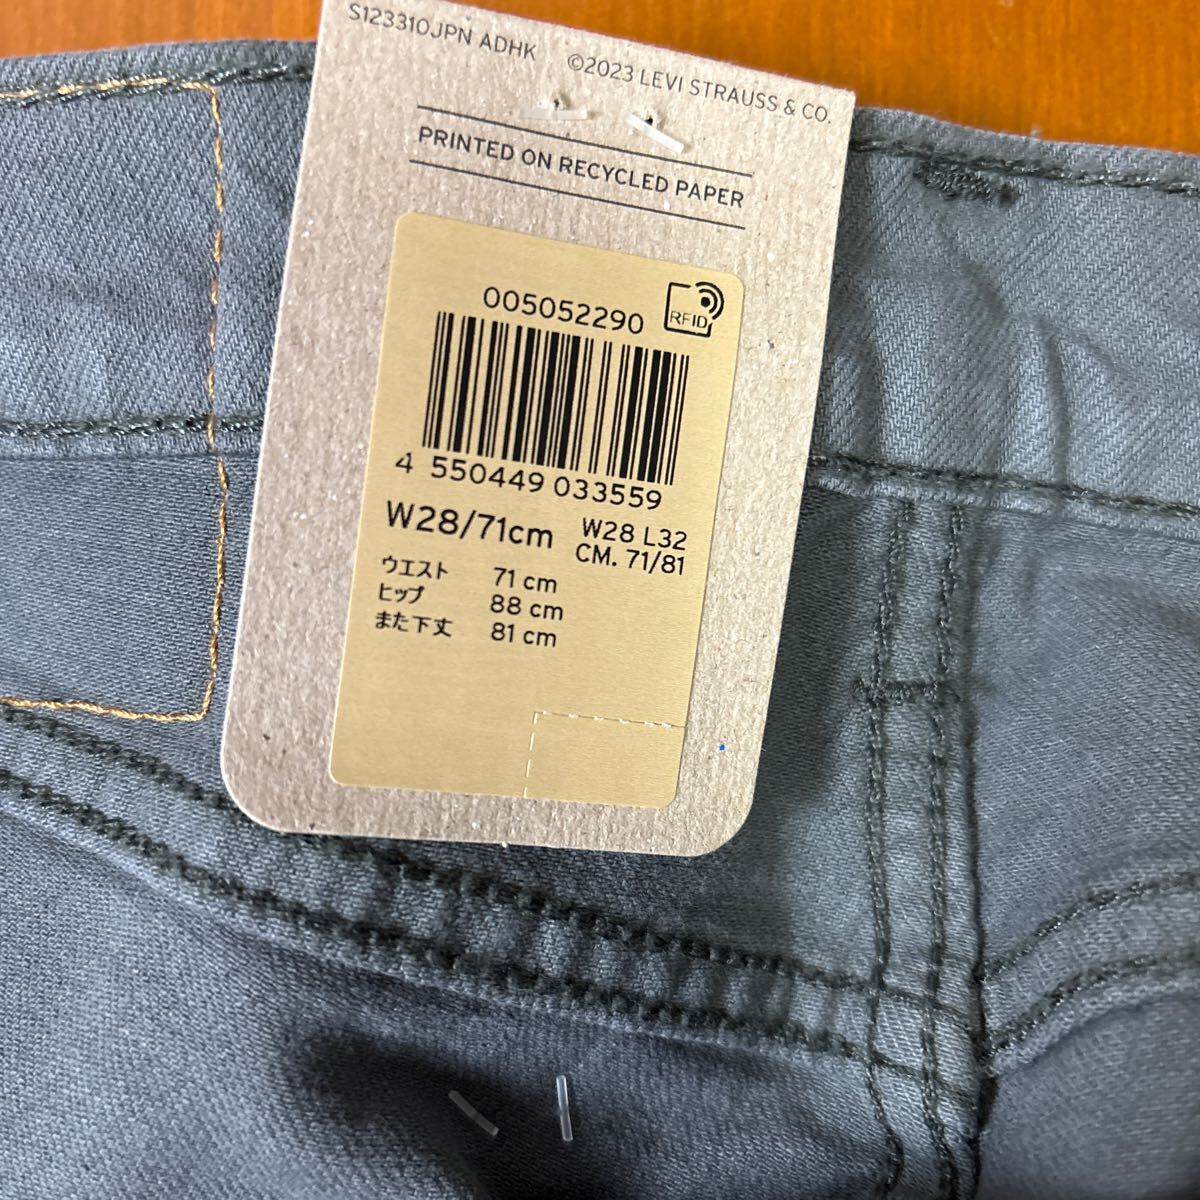 S123310JPN ADHK ©2023 LEVI STRAUSS & CO.
PRINTED ON RECYCLED PAPER
005052290
RFID
4 550449 033559
W28/71cm
W28 L32
CM. 71/81
ウエスト 71 cm
ヒップ 88 cm
また下丈 81 cm